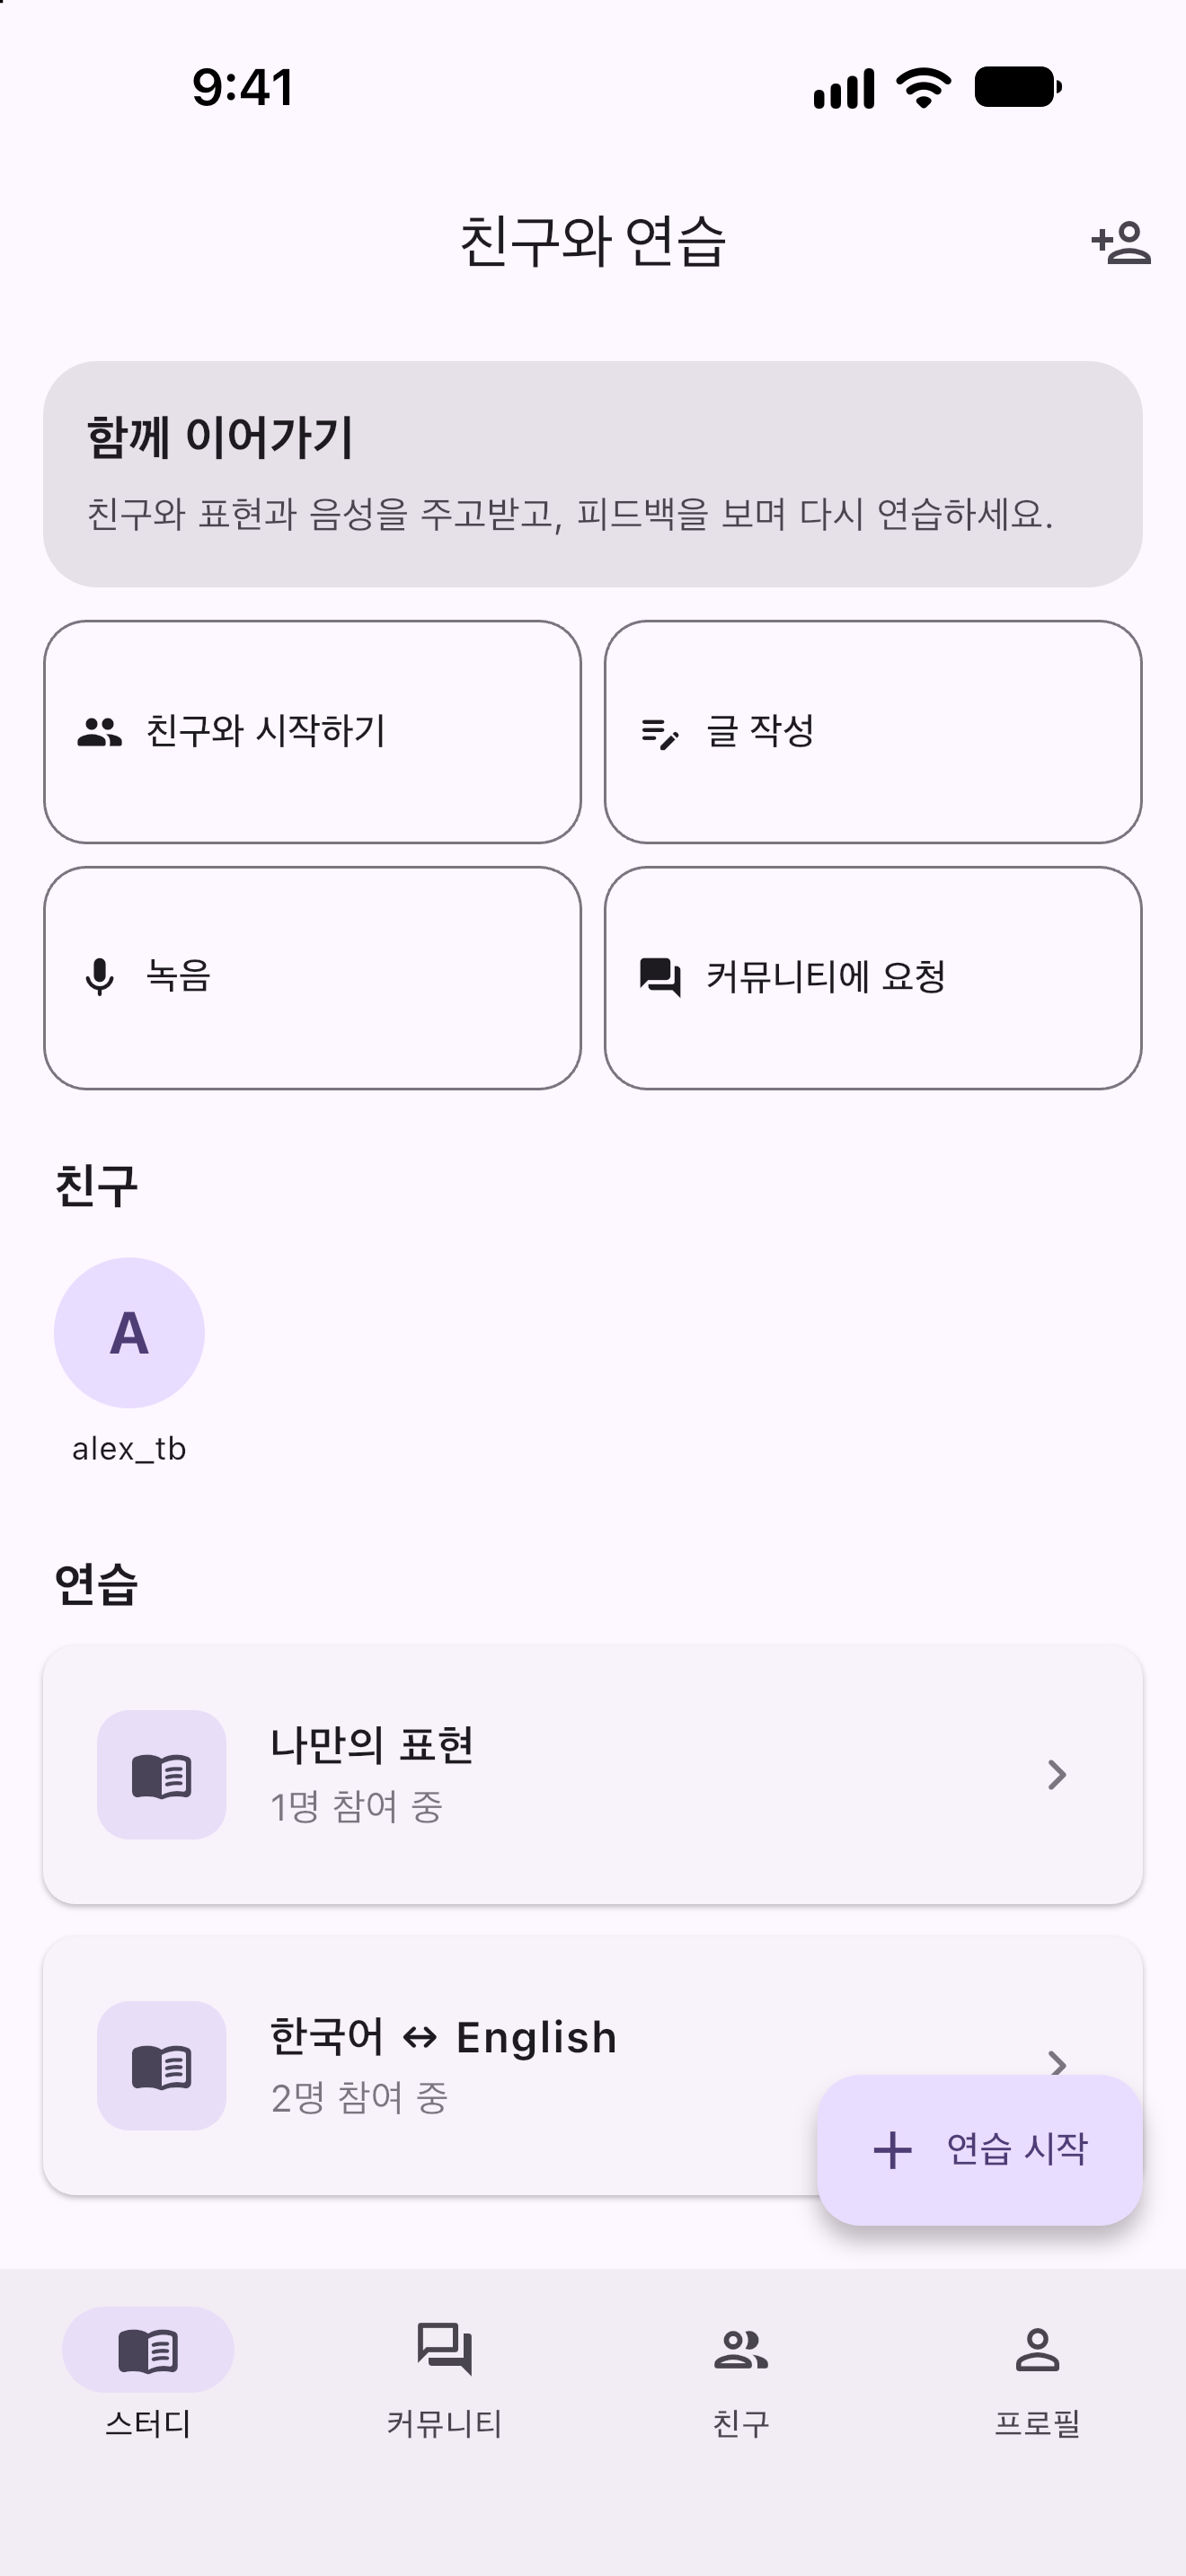 9:41
친구와 연습
함께 이어가기
친구와 표현과 음성을 주고받고, 피드백을 보며 다시 연습하세요.
친구와 시작하기
글 작성
녹음
커뮤니티에 요청
친구
A
alex_tb
연습
나만의 표현
1명 참여 중
한국어 ↔ English
2명 참여 중
+ 연습 시작
스터디
커뮤니티
친구
프로필